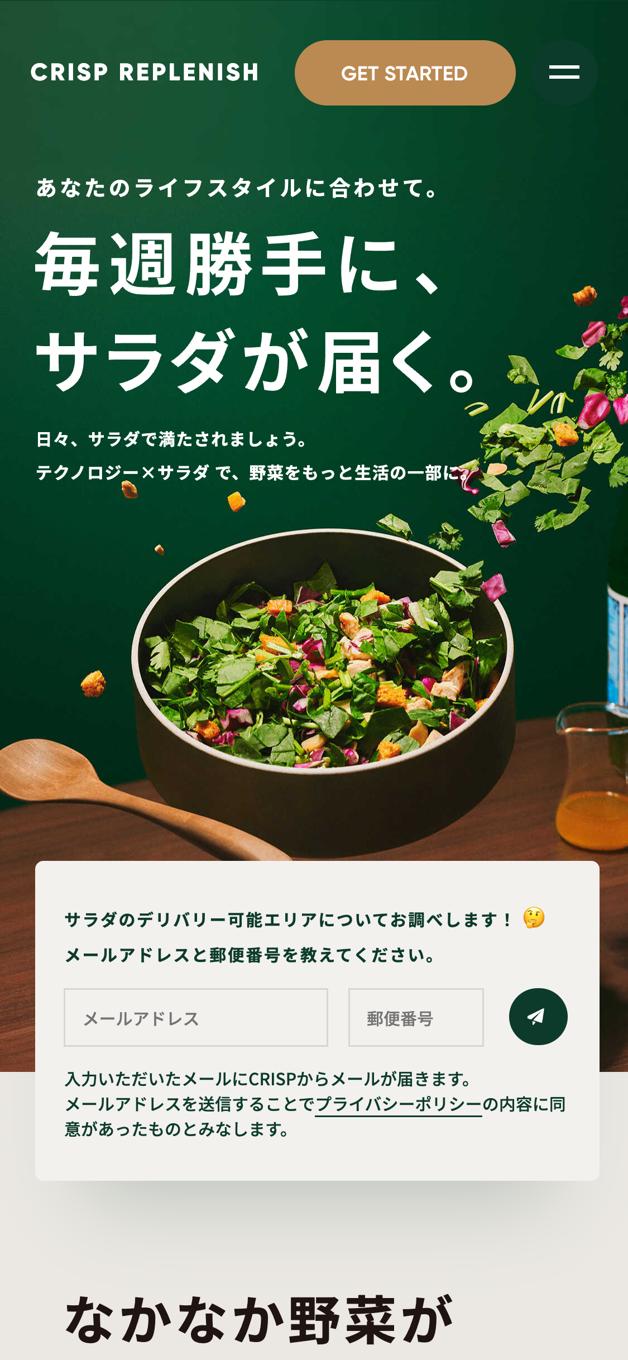 CRISP REPLENISH
GET STARTED
あなたのライフスタイルに合わせて。
毎週勝手に、
サラダが届く。
日々、サラダで満たされましょう。
テクノロジー×サラダ で、野菜をもっと生活の一部に。
サラダのデリバリー可能エリアについてお調べします！ 🤔
メールアドレスと郵便番号を教えてください。
メールアドレス
郵便番号
入力いただいたメールにCRISPからメールが届きます。
メールアドレスを送信することでプライバシーポリシーの内容に同
意があったものとみなします。
なかなか野菜が